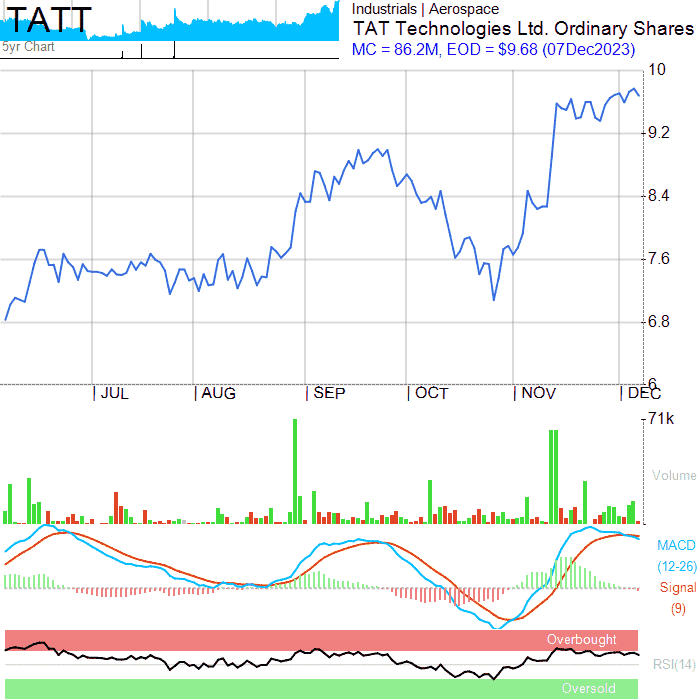 TATT
5yr Chart
Industrials | Aerospace
TAT Technologies Ltd. Ordinary Shares
MC = 86.2M, EOD = $9.68 (07Dec2023)
10
9.2
8.4
7.6
6.8
6
JUL AUG SEP OCT NOV DEC
71k
Volume
MACD
(12-26)
Signal
(9)
Overbought
RSI(14)
Oversold